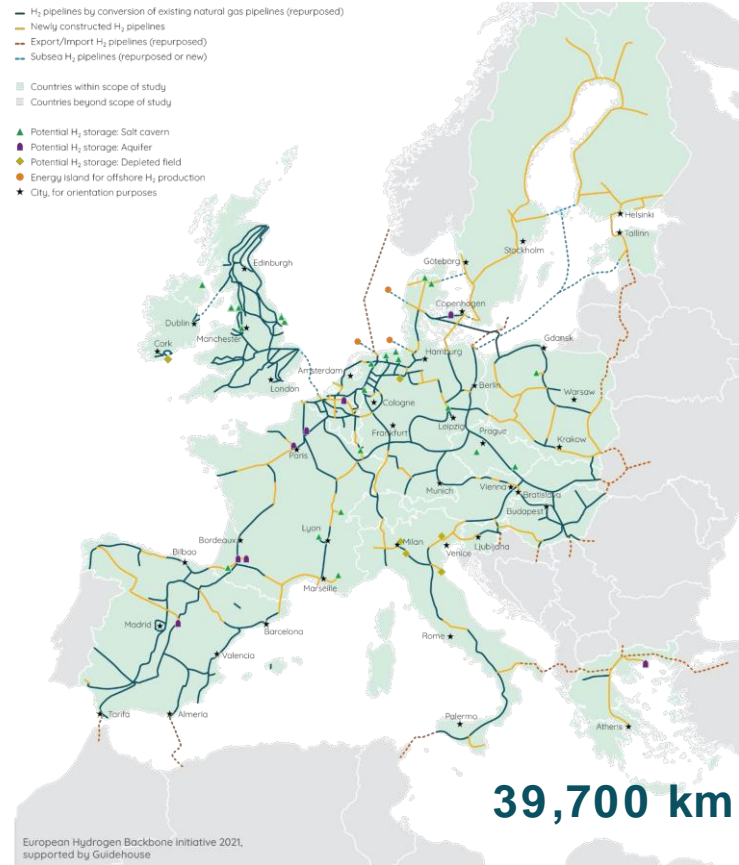 H₂ pipelines by conversion of existing natural gas pipelines (repurposed)
Newly constructed H₂ pipelines
Export/Import H₂ pipelines (repurposed)
Subsea H₂ pipelines (repurposed or new)
Countries within scope of study
Countries beyond scope of study
Potential H₂ storage: Salt cavern
Potential H₂ storage: Aquifer
Potential H₂ storage: Depleted field
Energy island for offshore H₂ production
City, for orientation purposes
Helsinki
Tallinn
Stockholm
Göteborg
Edinburgh
Copenhagen
Dublin
Manchester
Cork
Gdansk
Hamburg
Amsterdam
Berlin
London
Warsaw
Cologne
Leipzig
Frankfurt
Prague
Krakow
Paris
Munich
Vienna
Bratislava
Budapest
Lyon
Bordeaux
Milan
Venice
Ljubjana
Bilbao
Marseille
Madrid
Barcelona
Rome
Valencia
Tarifa
Almeria
Palermo
Athens
39,700 km
European Hydrogen Backbone initiative 2021,
supported by Guidehouse